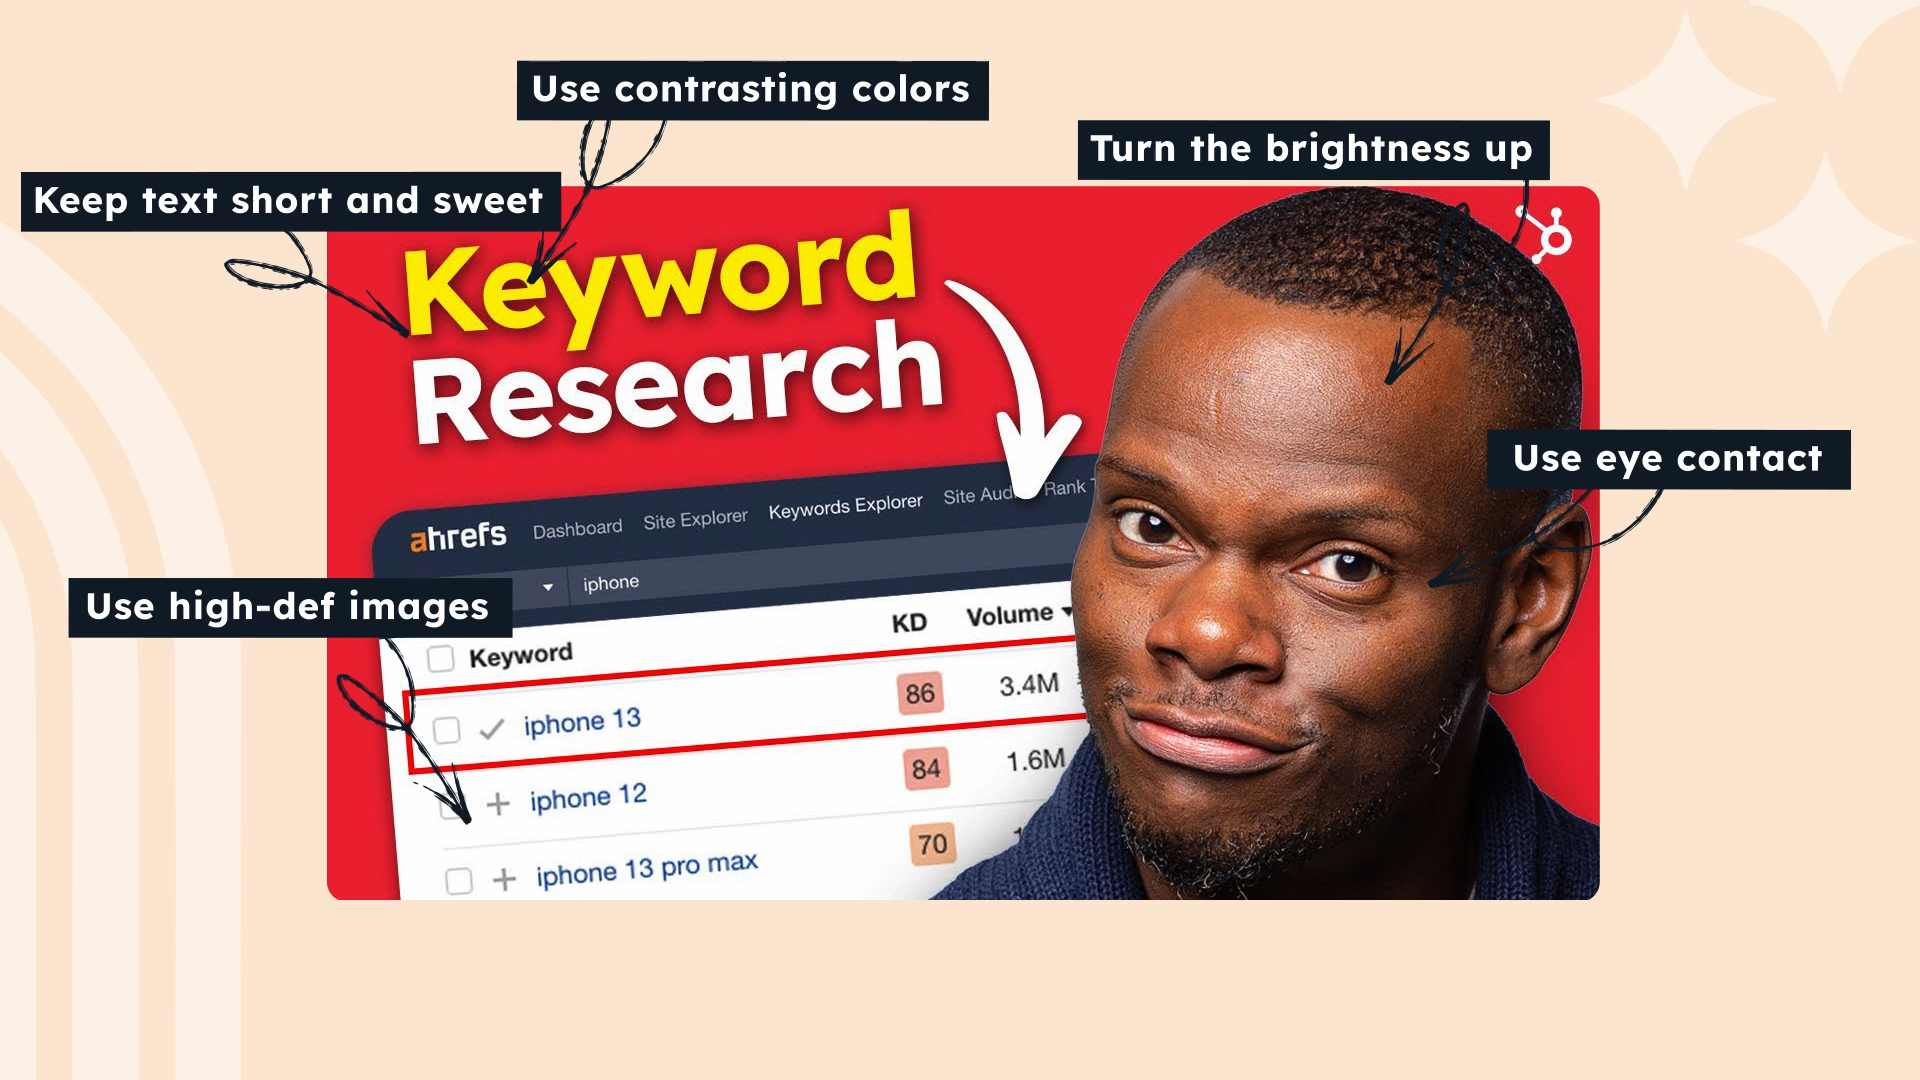 Use contrasting colors
Turn the brightness up
Keep text short and sweet
Keyword
Research
Use eye contact
ahrefs Dashboard Site Explorer Keywords Explorer Site Rank
iphone
Use high-def images
Keyword KD Volume
iphone 13 86 3.4M
iphone 12 84 1.6M
iphone 13 pro max 70